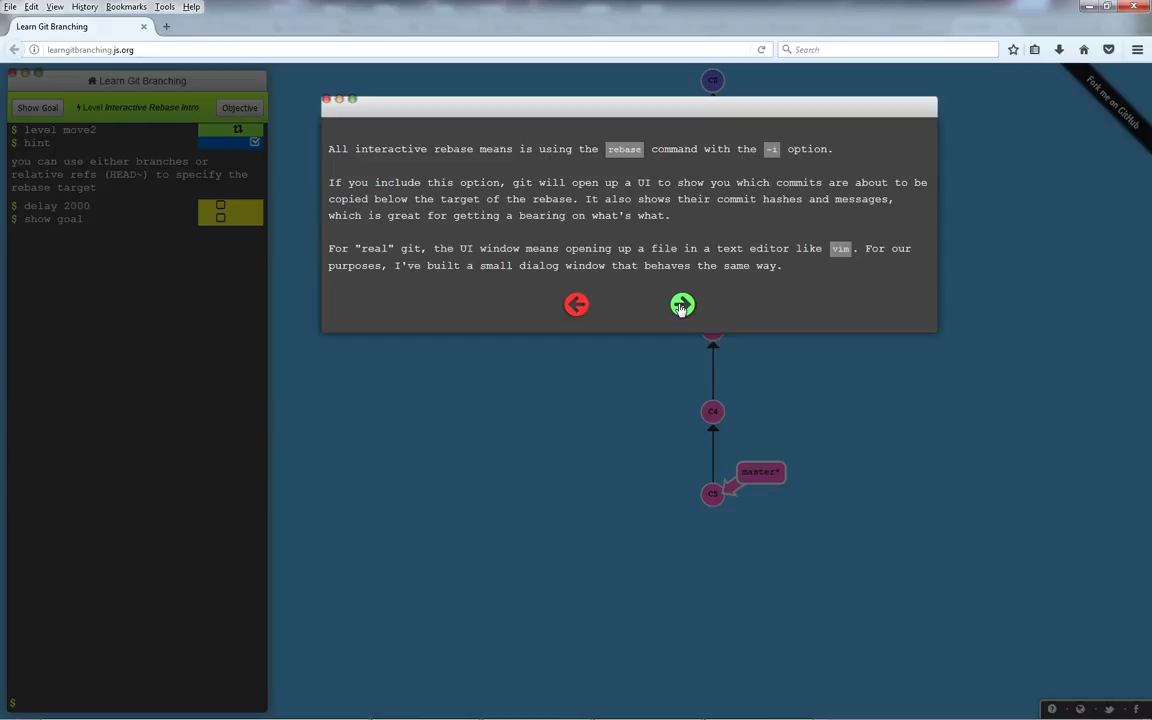 File Edit View History Bookmarks Tools Help
Learn Git Branching
learngitbranching.js.org
Search
Learn Git Branching
Show Goal
Level Interactive Rebase Intro
Objective
$ level move2
$ hint
you can use either branches or
relative refs (HEAD~) to specify the
rebase target
$ delay 2000
$ show goal
$
Fork me on GitHub
All interactive rebase means is using the rebase command with the -i option.
If you include this option, git will open up a UI to show you which commits are about to be
copied below the target of the rebase. It also shows their commit hashes and messages,
which is great for getting a bearing on what's what.
For "real" git, the UI window means opening up a file in a text editor like vim. For our
purposes, I've built a small dialog window that behaves the same way.
C4
master*
C5